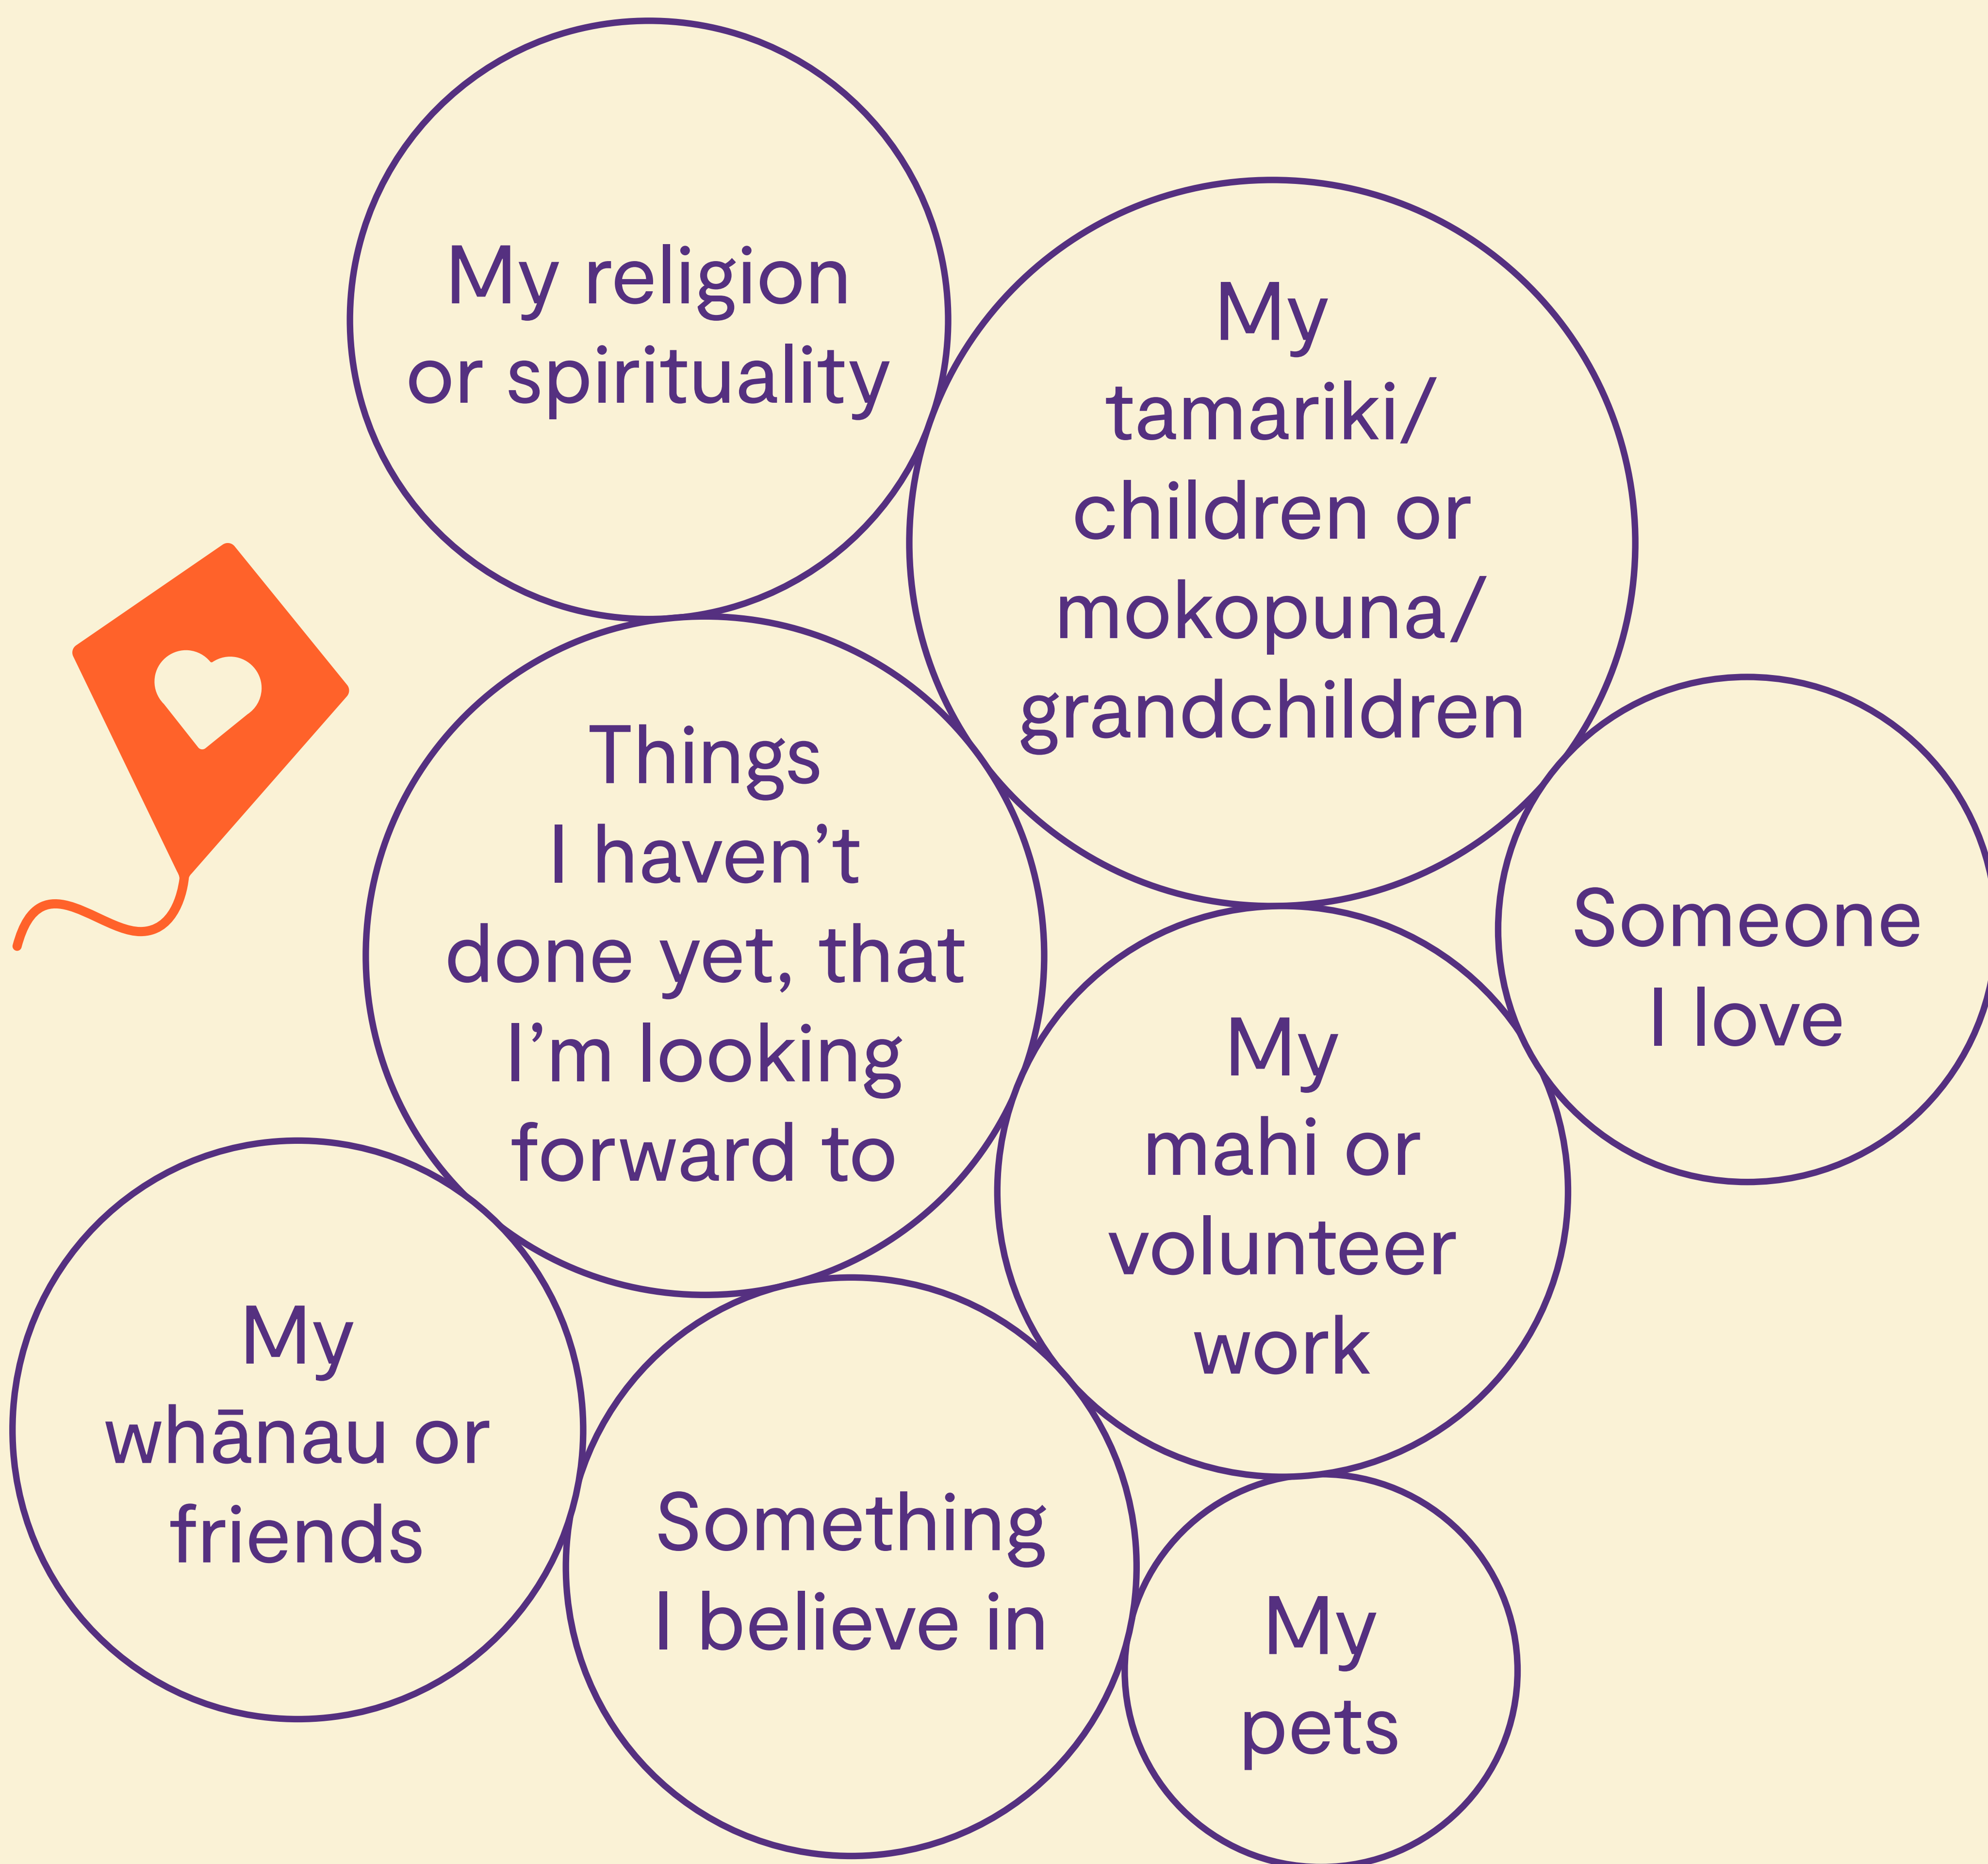 My religion
or spirituality
My
tamariki/
children or
mokopuna/
grandchildren
Things
I haven’t
done yet, that
I’m looking
forward to
Someone
I love
My
mahi or
volunteer
work
My
whānau or
friends
Something
I believe in
My
pets